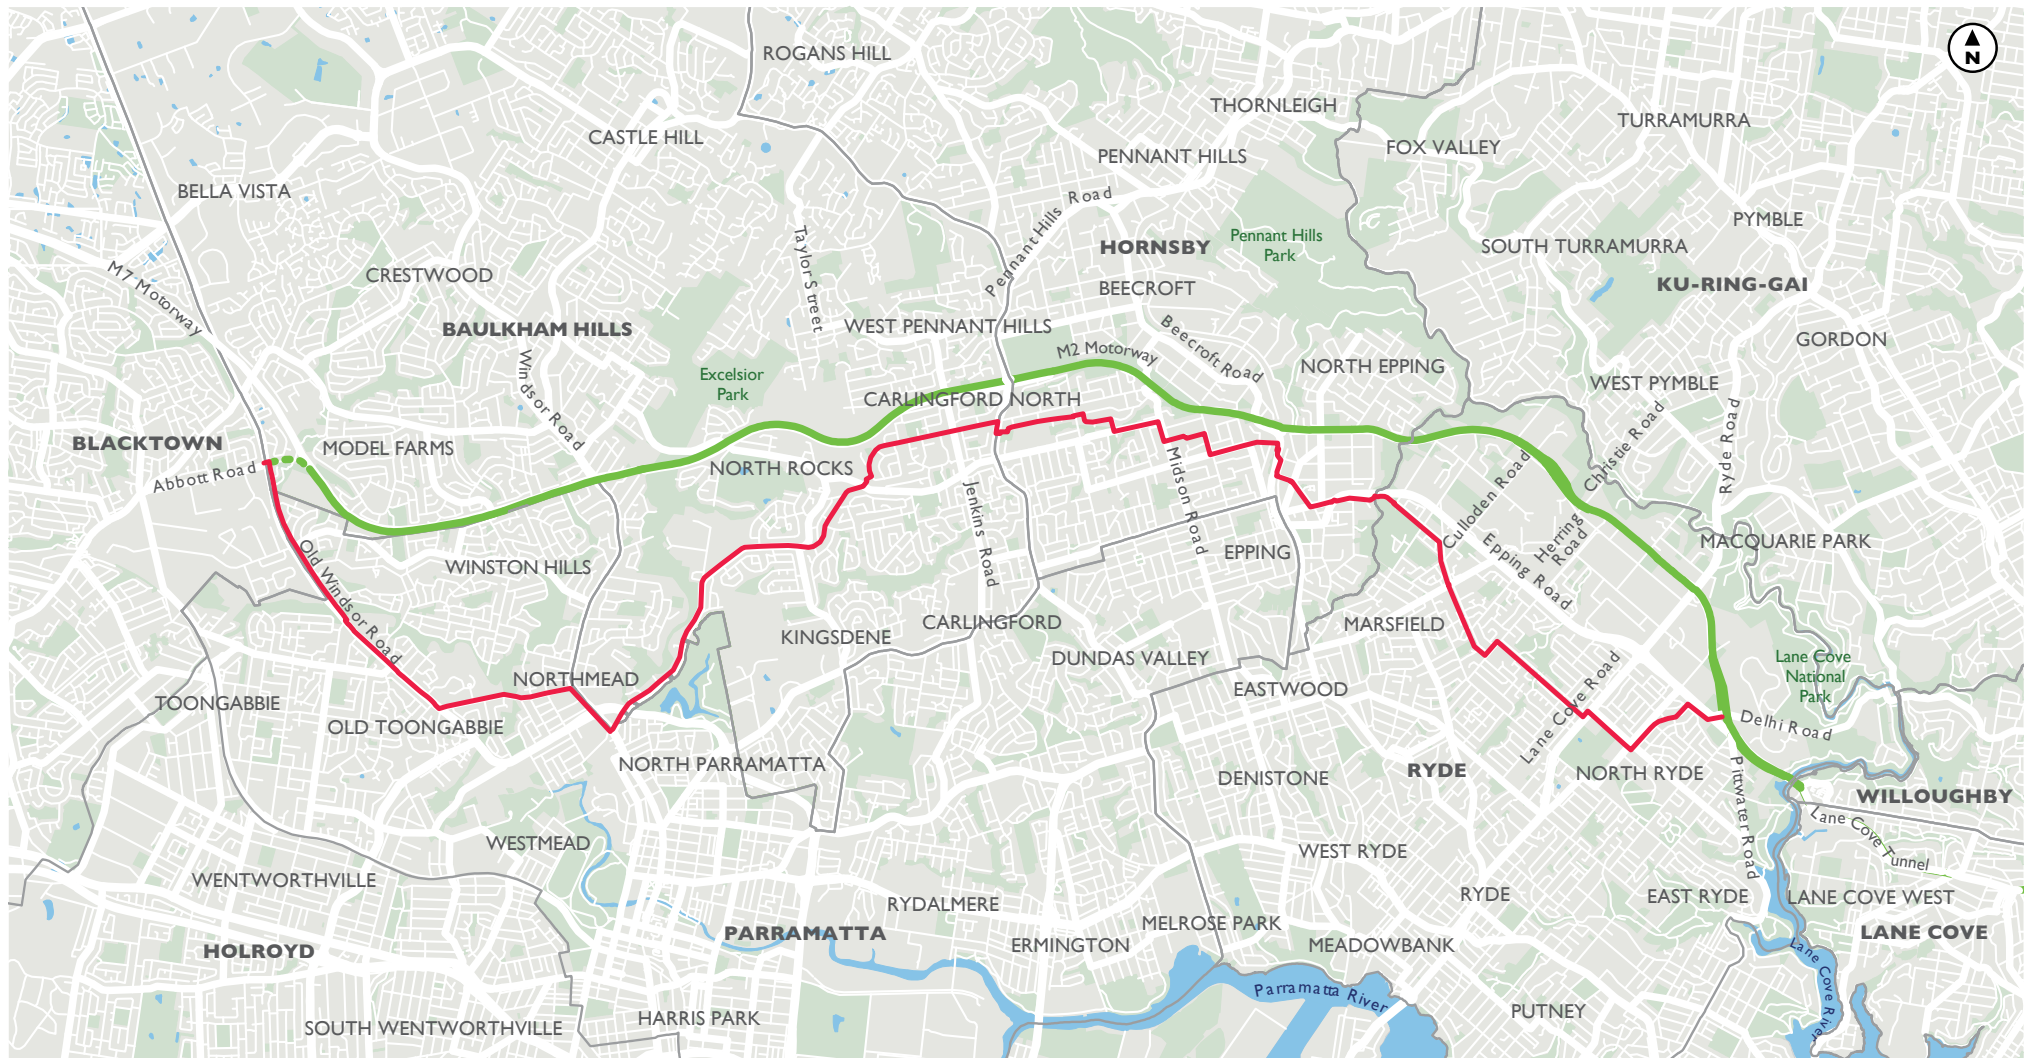 ROGANS HILL
N
THORNLEIGH
TURRAMURRA
CASTLE HILL
FOX VALLEY
PENNANT HILLS
BELLA VISTA
Pennant Hills Road
PYMBLE
Pennant Hills
Park
HORNSBY
SOUTH TURRAMURRA
Taylor Street
M7 Motorway
CRESTWOOD
BEECROFT
KU-RING-GAI
BAULKHAM HILLS
WEST PENNANT HILLS
GORDON
Beecroft Road
M2 Motorway
NORTH EPPING
Windsor Road
Excelsior
Park
WEST PYMBLE
CARLINGFORD NORTH
Christie Road
Ryde Road
BLACKTOWN
MODEL FARMS
NORTH ROCKS
Abbott Road
Midson Road
Culloden Road
Jenkins Road
Herring
Road
Epping Road
MACQUARIE PARK
EPPING
WINSTON HILLS
Old Windsor Road
CARLINGFORD
MARSFIELD
KINGSDENE
DUNDAS VALLEY
Lane Cove
National
Park
NORTHMEAD
EASTWOOD
Lane Cove Road
TOONGABBIE
OLD TOONGABBIE
Delhi Road
NORTH PARRAMATTA
DENISTONE
RYDE
NORTH RYDE
Pittwater Road
WILLOUGHBY
Lane Cove Tunnel
WESTMEAD
WEST RYDE
WENTWORTHVILLE
RYDE
EAST RYDE
LANE COVE WEST
RYDALMERE
MELROSE PARK
PARRAMATTA
LANE COVE
HOLROYD
ERMINGTON
MEADOWBANK
Lane Cove River
Parramatta River
PUTNEY
HARRIS PARK
SOUTH WENTWORTHVILLE